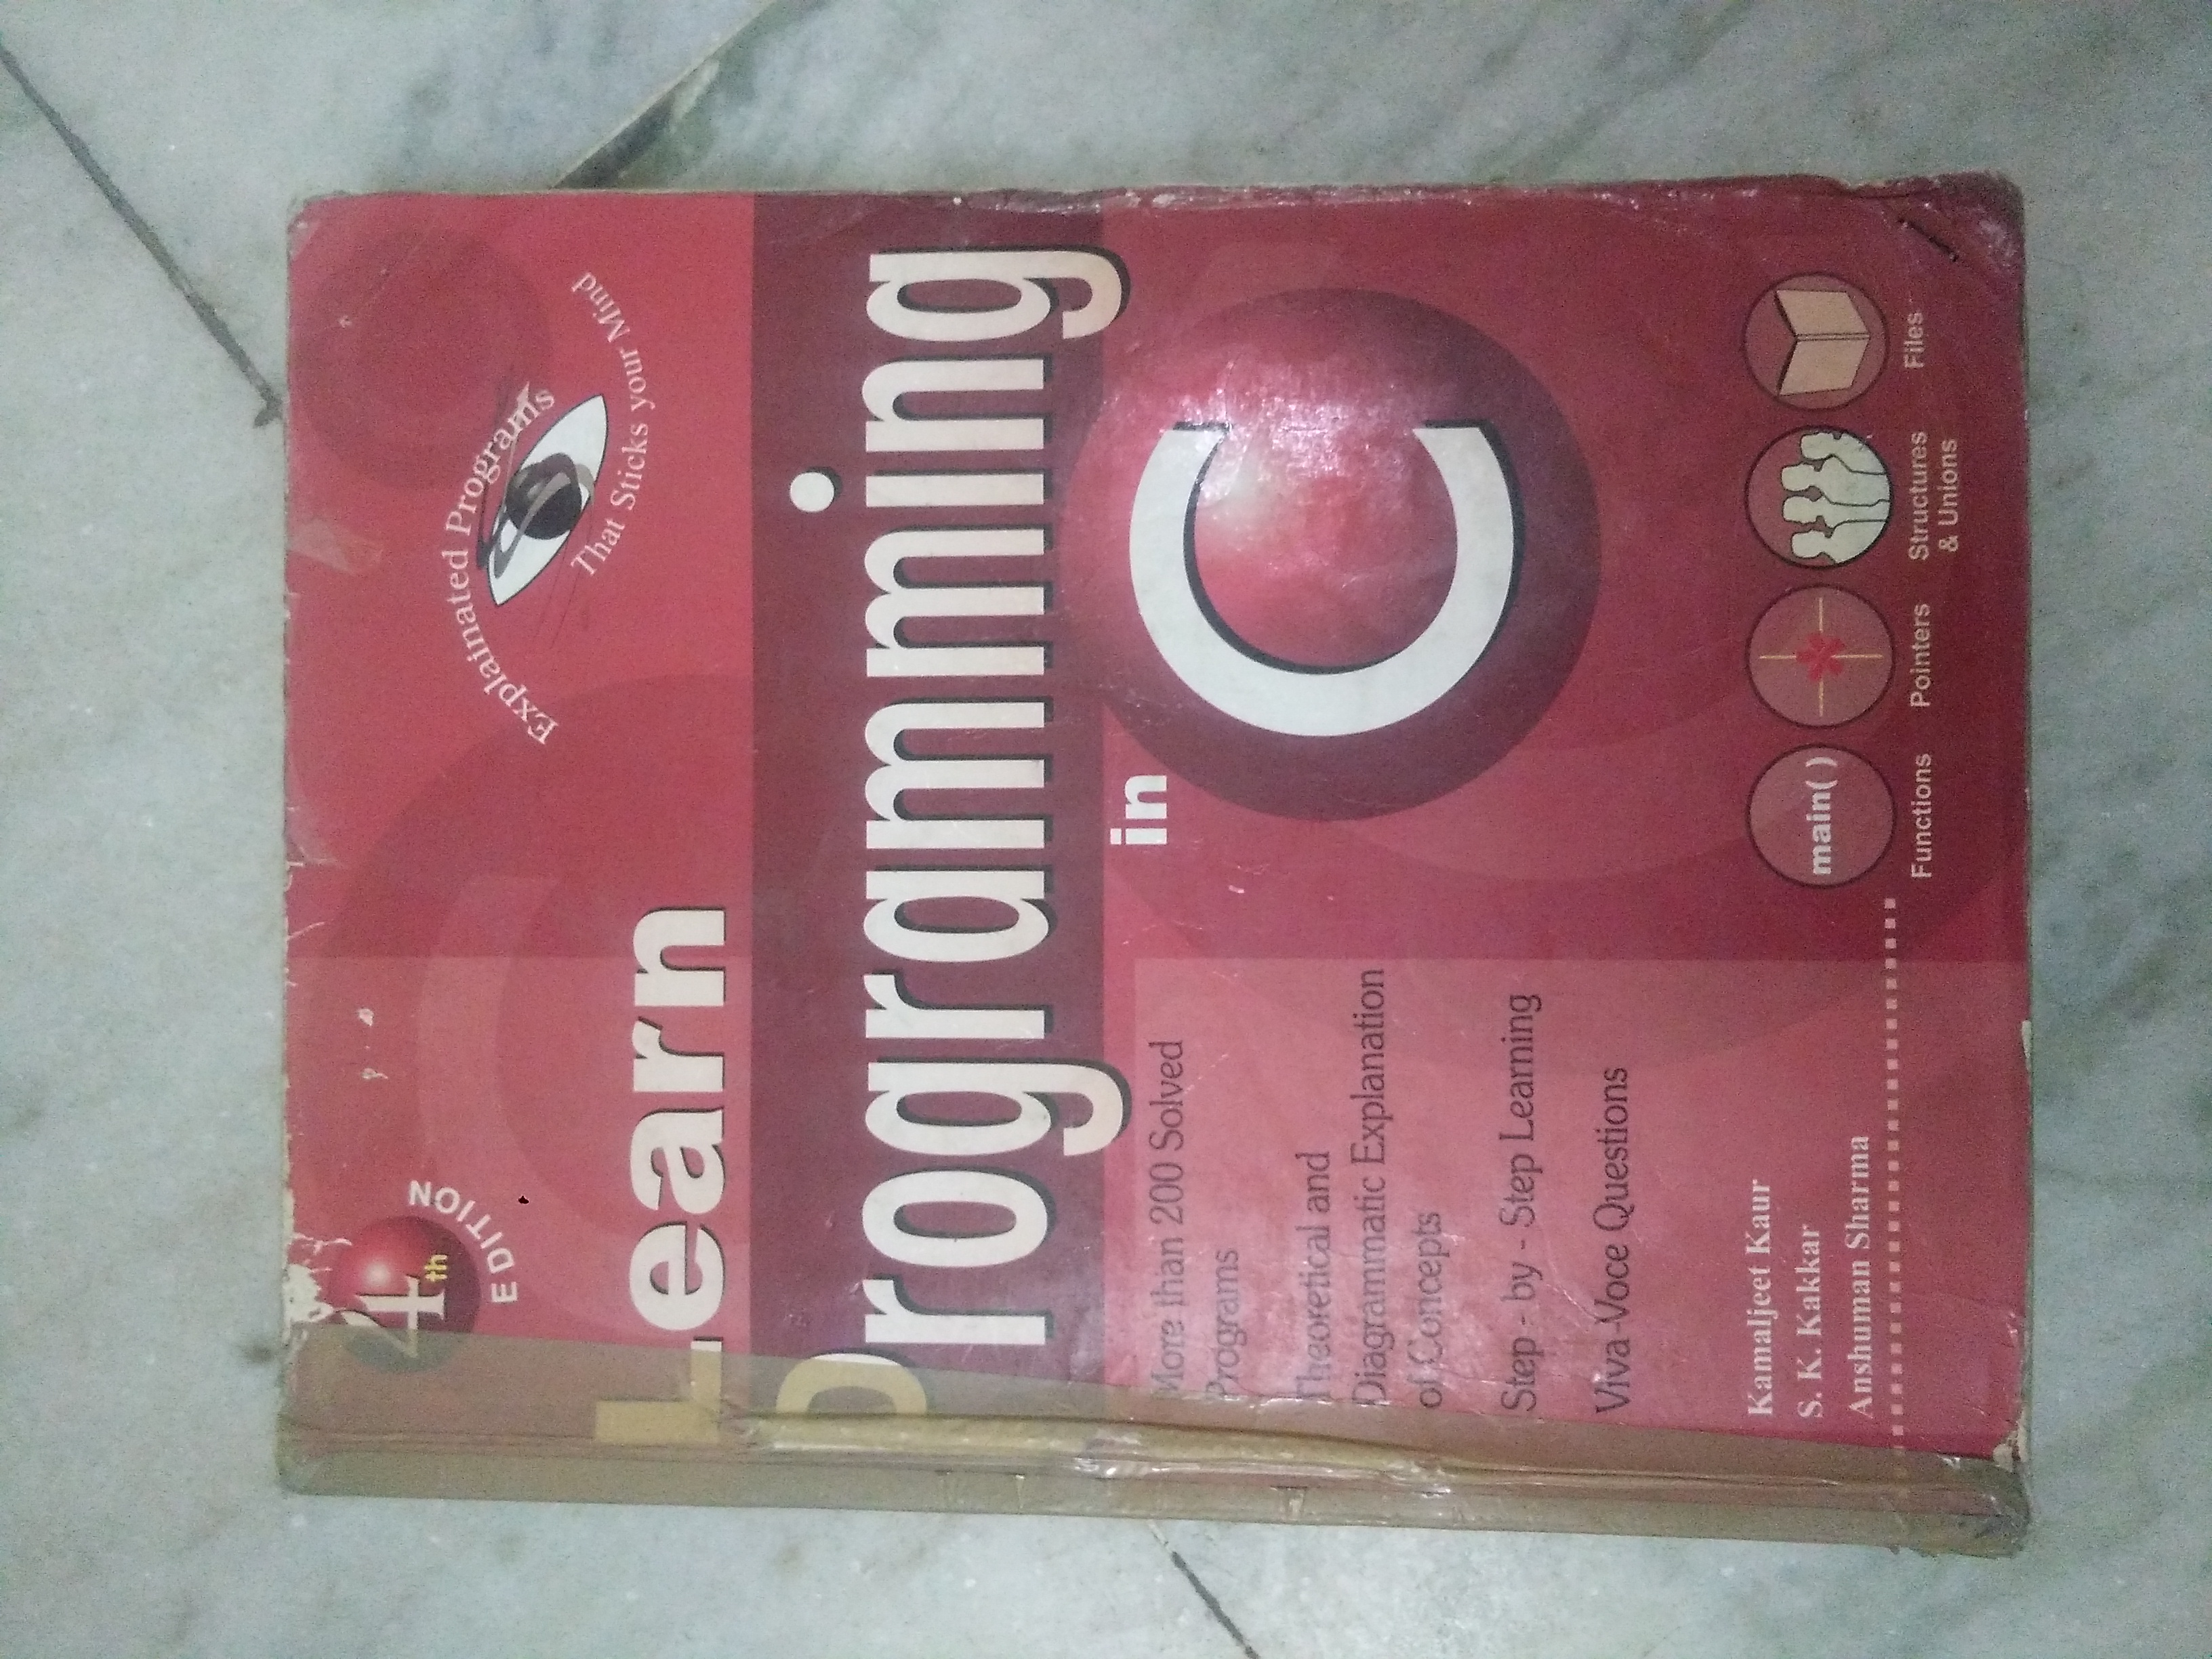 4th
EDITION
Explainated Programs
That Sticks your Mind
Learn
Programming
in
C
More than 200 Solved
Programs
Theoretical and
Diagrammatic Explanation
of Concepts
Step - by - Step Learning
Viva-Voce Questions
Kamaljeet Kaur
S. K. Kakkar
Anshuman Sharma
main( )
Functions
Pointers
Structures
& Unions
Files